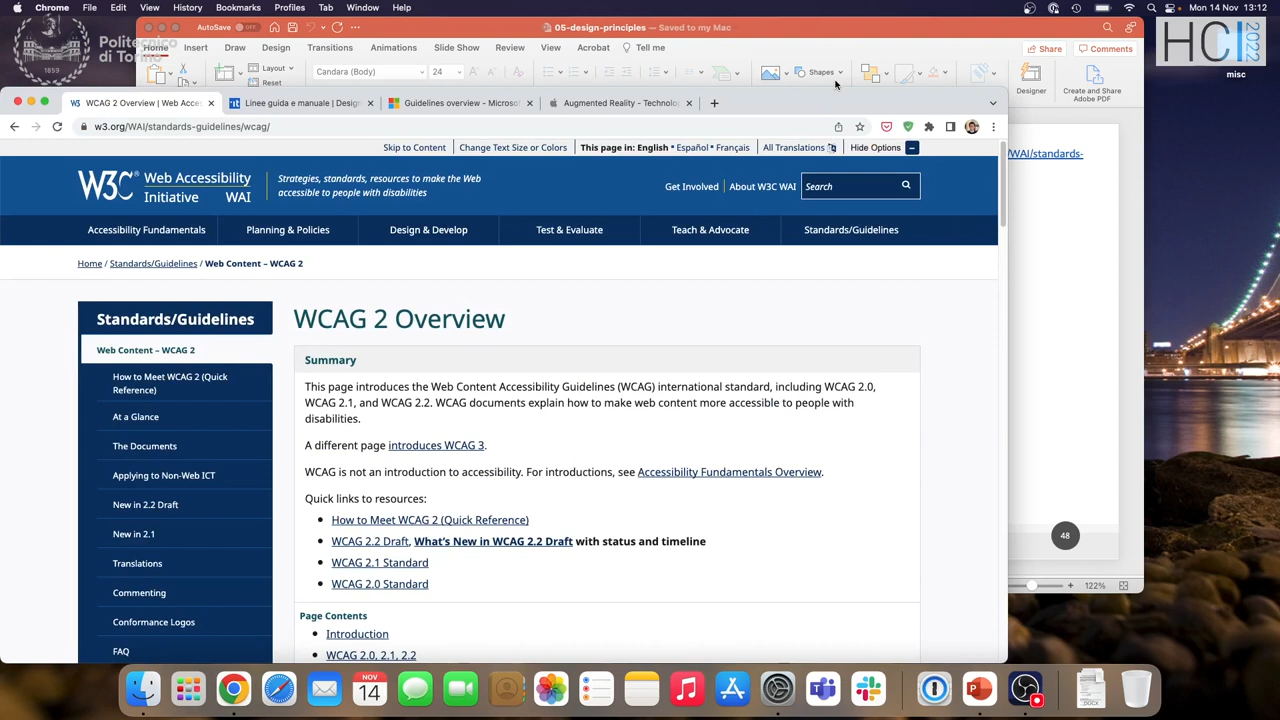 Chrome File Edit View History Bookmarks Profiles Tab Window Help Mon 14 Nov 13:12
AutoSave OFF 05-design-principles — Saved to my Mac
Home Insert Draw Design Transitions Animations Slide Show Review View Acrobat Tell me Share Comments
Layout Reset Candara (Body) 24 Shapes Designer Create and Share Adobe PDF
Politecnico
di Torino
1859
HCI 2022
misc
WCAG 2 Overview | Web Acces Linee guida e manuale | Design Guidelines overview - Microsof Augmented Reality - Technolo
w3.org/WAI/standards-guidelines/wcag/
Skip to Content Change Text Size or Colors This page in: English • Español • Français All Translations Hide Options
/WAI/standards-
W3C® Web Accessibility Initiative WAI
Strategies, standards, resources to make the Web
accessible to people with disabilities
Get Involved About W3C WAI Search
Accessibility Fundamentals Planning & Policies Design & Develop Test & Evaluate Teach & Advocate Standards/Guidelines
Home / Standards/Guidelines / Web Content – WCAG 2
Standards/Guidelines
Web Content – WCAG 2
How to Meet WCAG 2 (Quick
Reference)
At a Glance
The Documents
Applying to Non-Web ICT
New in 2.2 Draft
New in 2.1
Translations
Commenting
Conformance Logos
FAQ
WCAG 2 Overview
Summary
This page introduces the Web Content Accessibility Guidelines (WCAG) international standard, including WCAG 2.0,
WCAG 2.1, and WCAG 2.2. WCAG documents explain how to make web content more accessible to people with
disabilities.
A different page introduces WCAG 3.
WCAG is not an introduction to accessibility. For introductions, see Accessibility Fundamentals Overview.
Quick links to resources:
• How to Meet WCAG 2 (Quick Reference)
• WCAG 2.2 Draft, What's New in WCAG 2.2 Draft with status and timeline
• WCAG 2.1 Standard
• WCAG 2.0 Standard
Page Contents
• Introduction
• WCAG 2.0, 2.1, 2.2
48
122%
NOV
14
DOCX